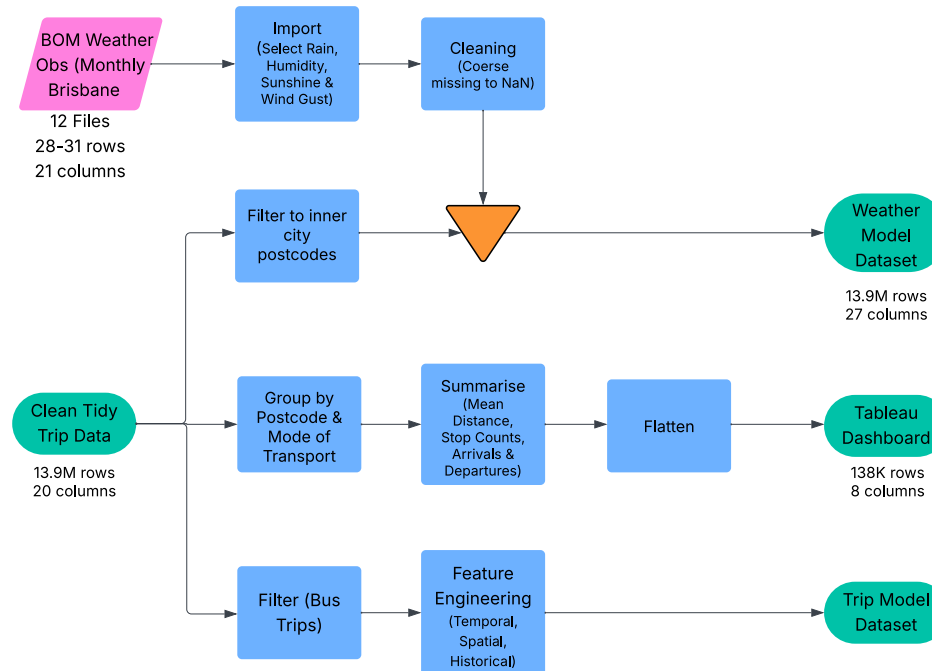 BOM Weather
Obs (Monthly
Brisbane
12 Files
28-31 rows
21 columns
Import
(Select Rain,
Humidity,
Sunshine &
Wind Gust)
Cleaning
(Coerse
missing to NaN)
Filter to inner
city
postcodes
Weather
Model
Dataset
13.9M rows
27 columns
Clean Tidy
Trip Data
13.9M rows
20 columns
Group by
Postcode &
Mode of
Transport
Summarise
(Mean
Distance,
Stop Counts,
Arrivals &
Departures)
Flatten
Tableau
Dashboard
138K rows
8 columns
Filter (Bus
Trips)
Feature
Engineering
(Temporal,
Spatial,
Historical)
Trip Model
Dataset